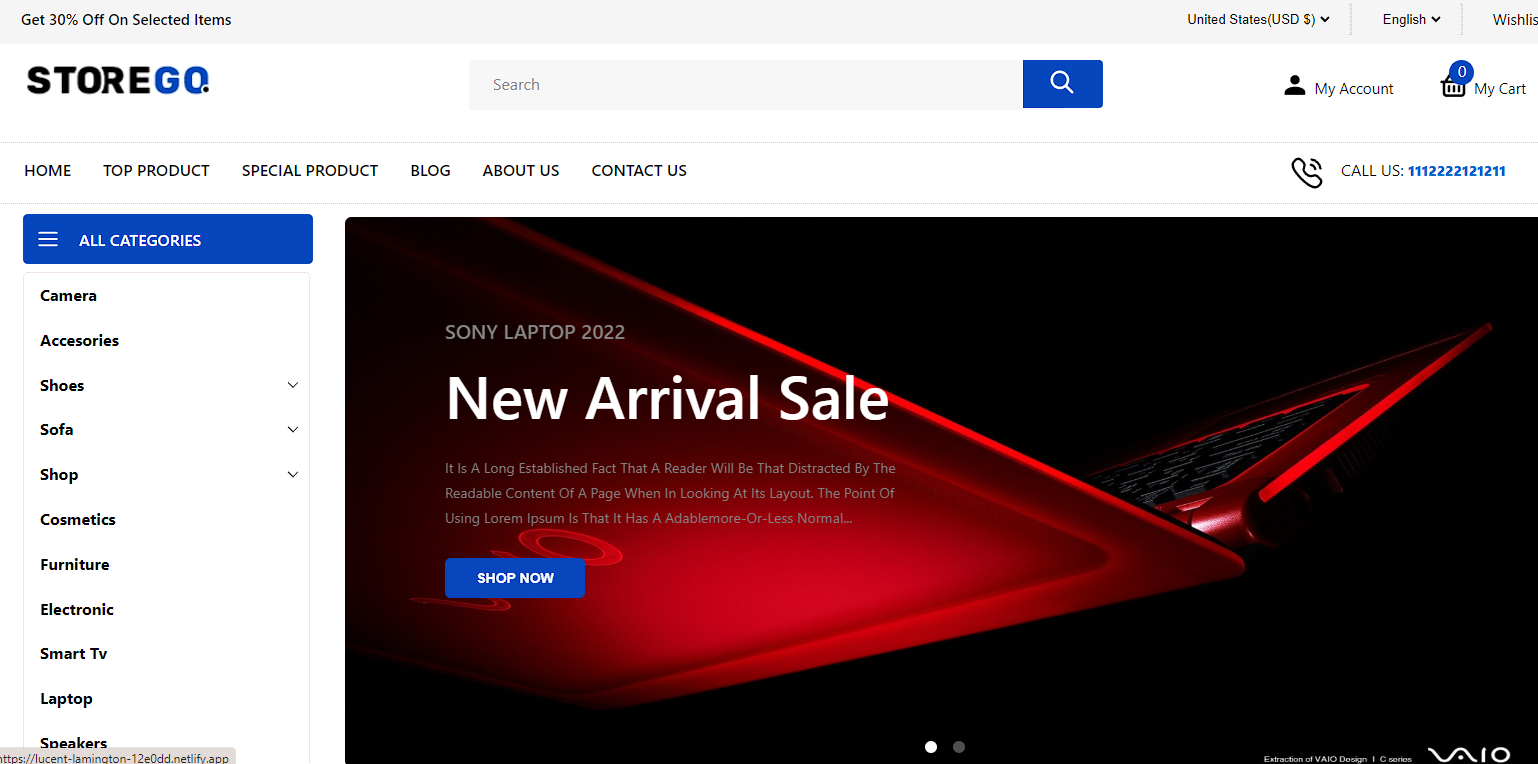 Get 30% Off On Selected Items
United States(USD $)
English
Wishlis
STOREGO.
Search
0
My Account
My Cart
HOME
TOP PRODUCT
SPECIAL PRODUCT
BLOG
ABOUT US
CONTACT US
CALL US: 1112222121211
ALL CATEGORIES
Camera
Accesories
Shoes
Sofa
Shop
Cosmetics
Furniture
Electronic
Smart Tv
Laptop
Speakers
SONY LAPTOP 2022
New Arrival Sale
It Is A Long Established Fact That A Reader Will Be That Distracted By The
Readable Content Of A Page When In Looking At Its Layout. The Point Of
Using Lorem Ipsum Is That It Has A Adablemore-Or-Less Normal...
SHOP NOW
Extraction of VAIO Design I C series
VAIO
https://lucent-lamington-12e0dd.netlify.app